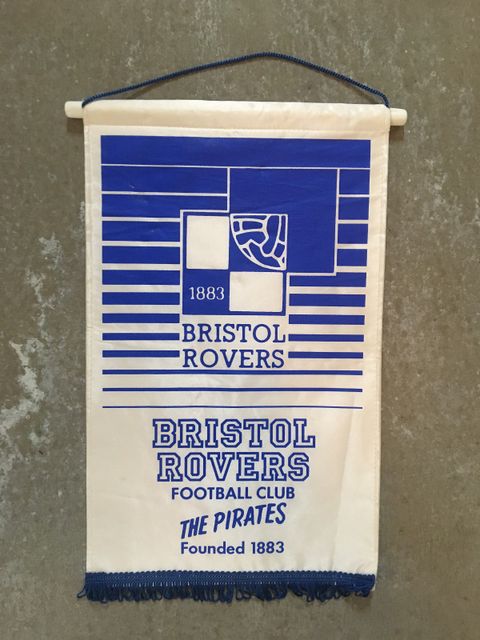 1883
BRISTOL
ROVERS
BRISTOL
ROVERS
FOOTBALL CLUB
THE PIRATES
Founded 1883